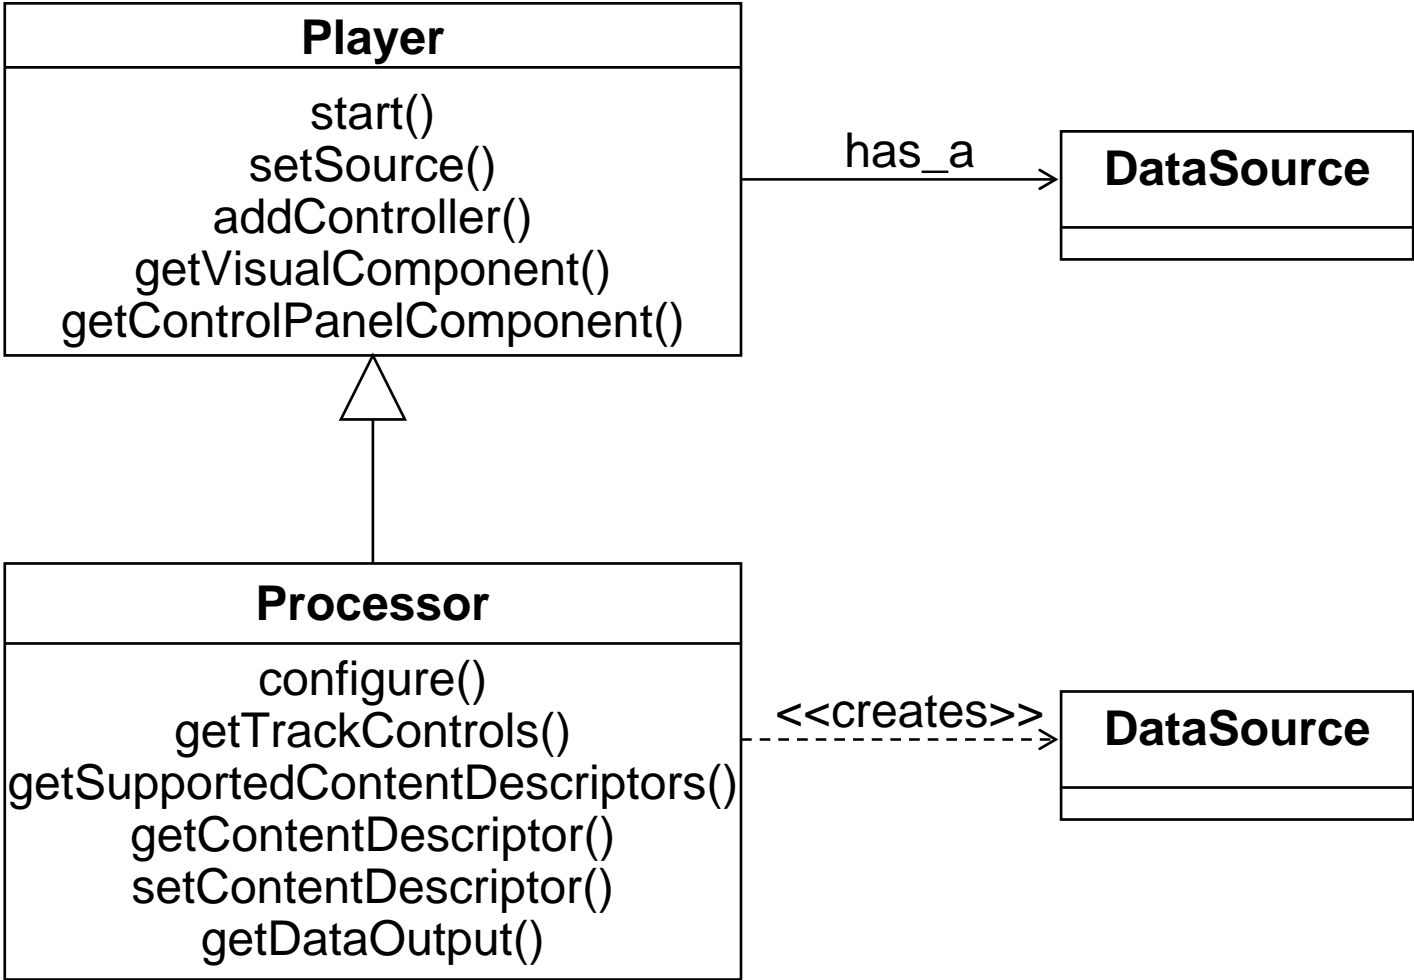 Player
start()
setSource()
addController()
getVisualComponent()
getControlPanelComponent()
has_a
DataSource
Processor
configure()
getTrackControls()
getSupportedContentDescriptors()
getContentDescriptor()
setContentDescriptor()
getDataOutput()
<<creates>>
DataSource